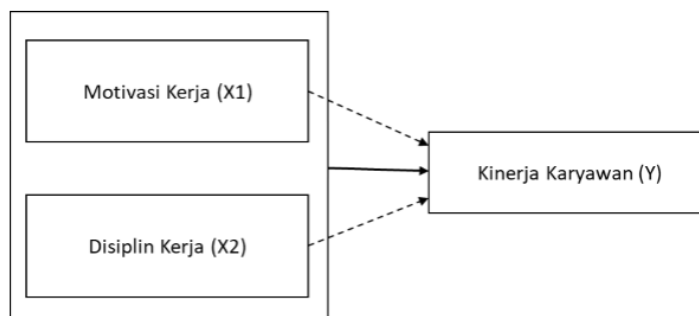 Motivasi Kerja (X1)
Kinerja Karyawan (Y)
Disiplin Kerja (X2)